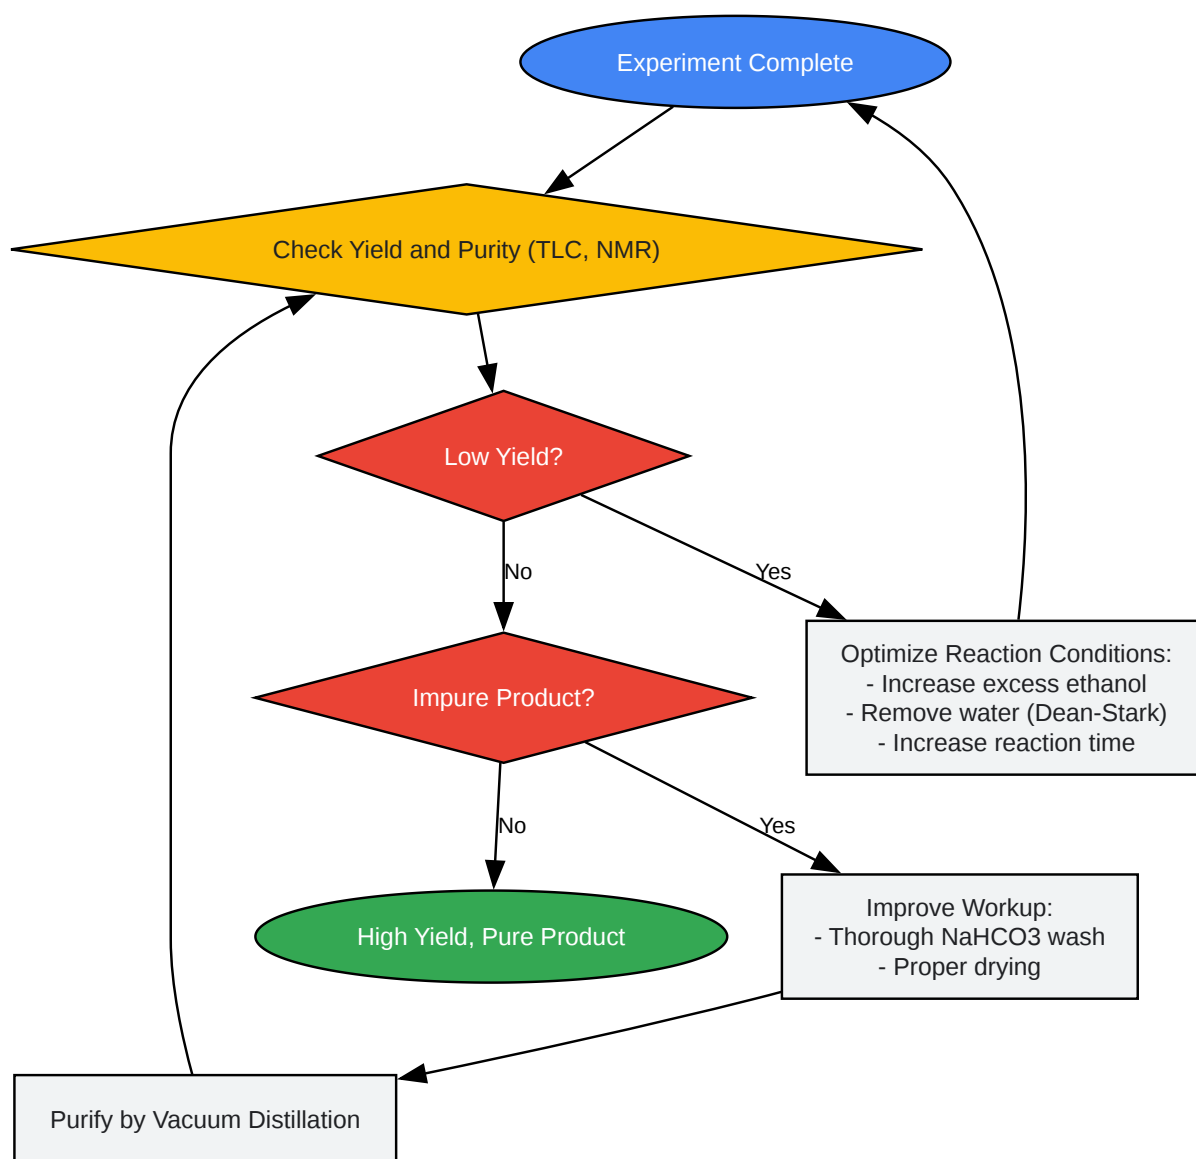 Experiment Complete
Check Yield and Purity (TLC, NMR)
Low Yield?
No
Yes
Optimize Reaction Conditions:
- Increase excess ethanol
- Remove water (Dean-Stark)
- Increase reaction time
Impure Product?
No
Yes
High Yield, Pure Product
Improve Workup:
- Thorough NaHCO3 wash
- Proper drying
Purify by Vacuum Distillation